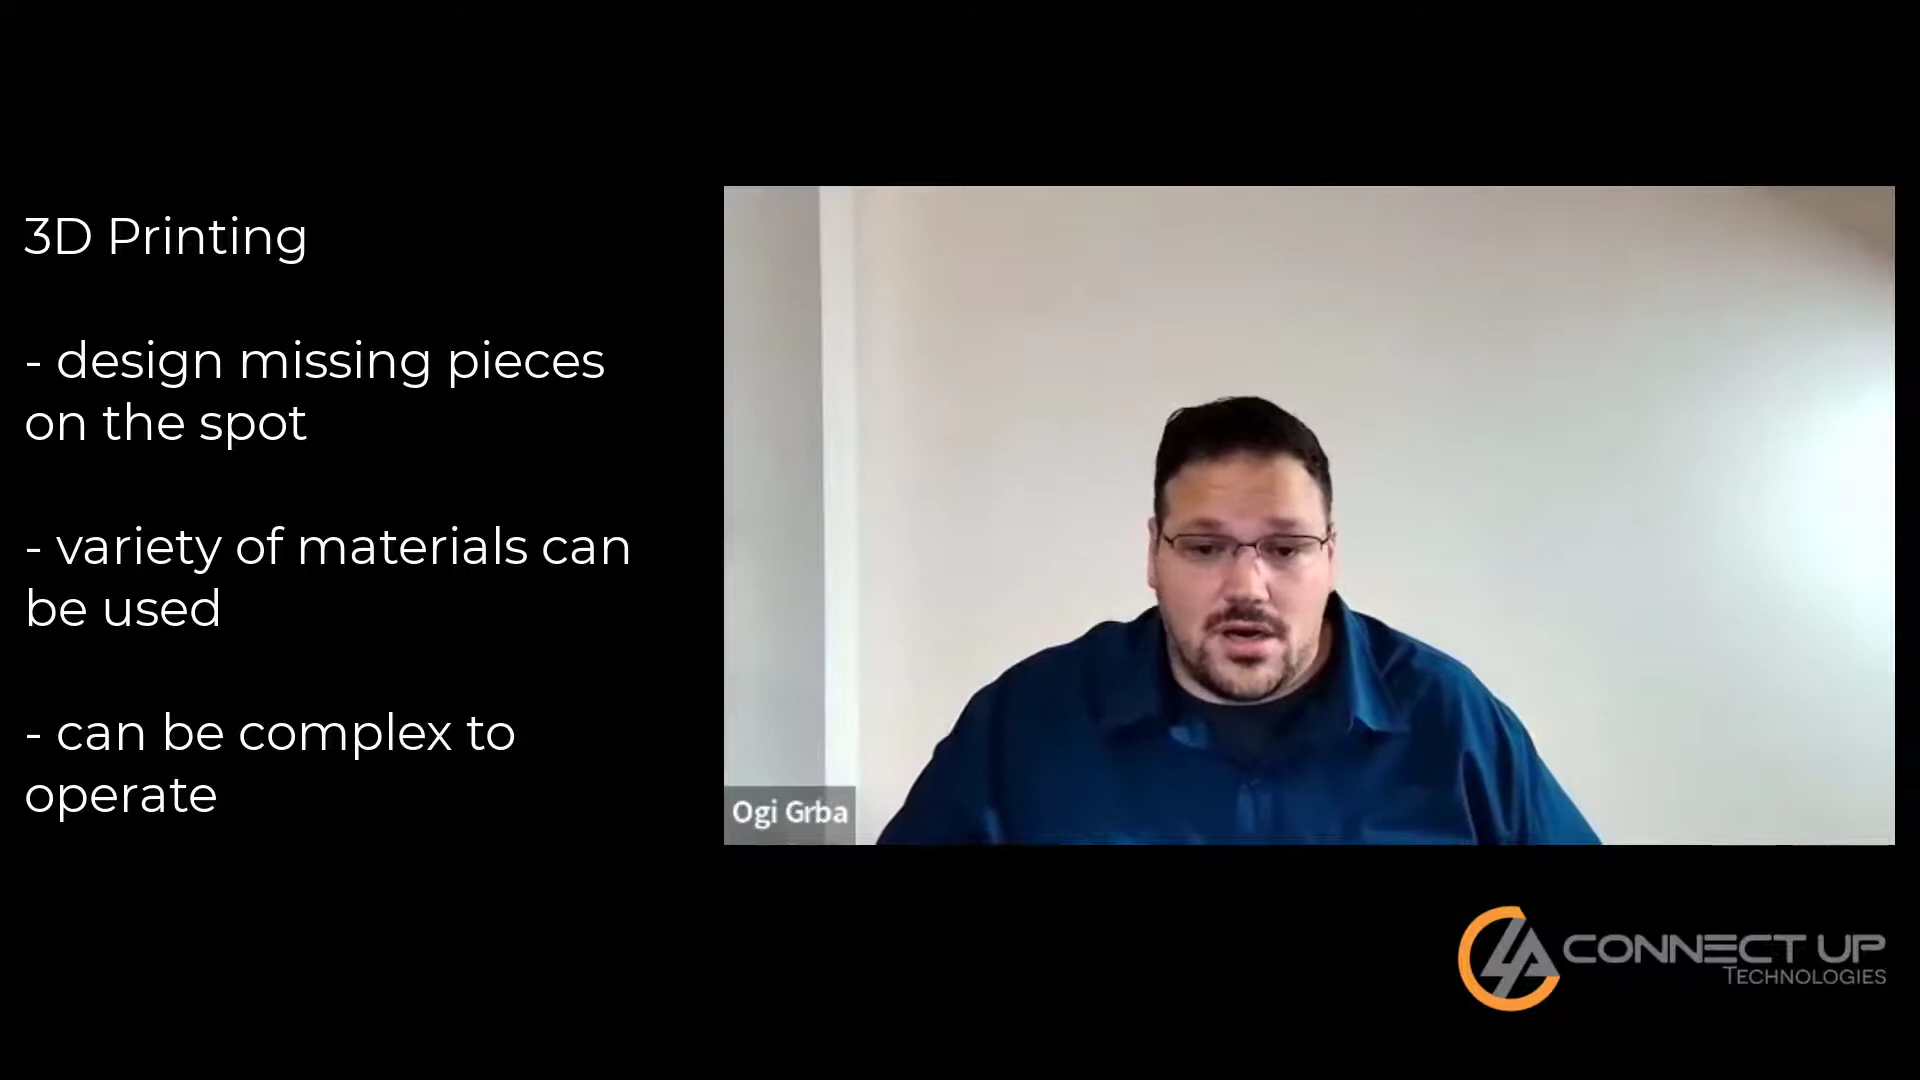 3D Printing
- design missing pieces
on the spot
- variety of materials can
be used
- can be complex to
operate
Ogi Grba
CONNECT UP
TECHNOLOGIES